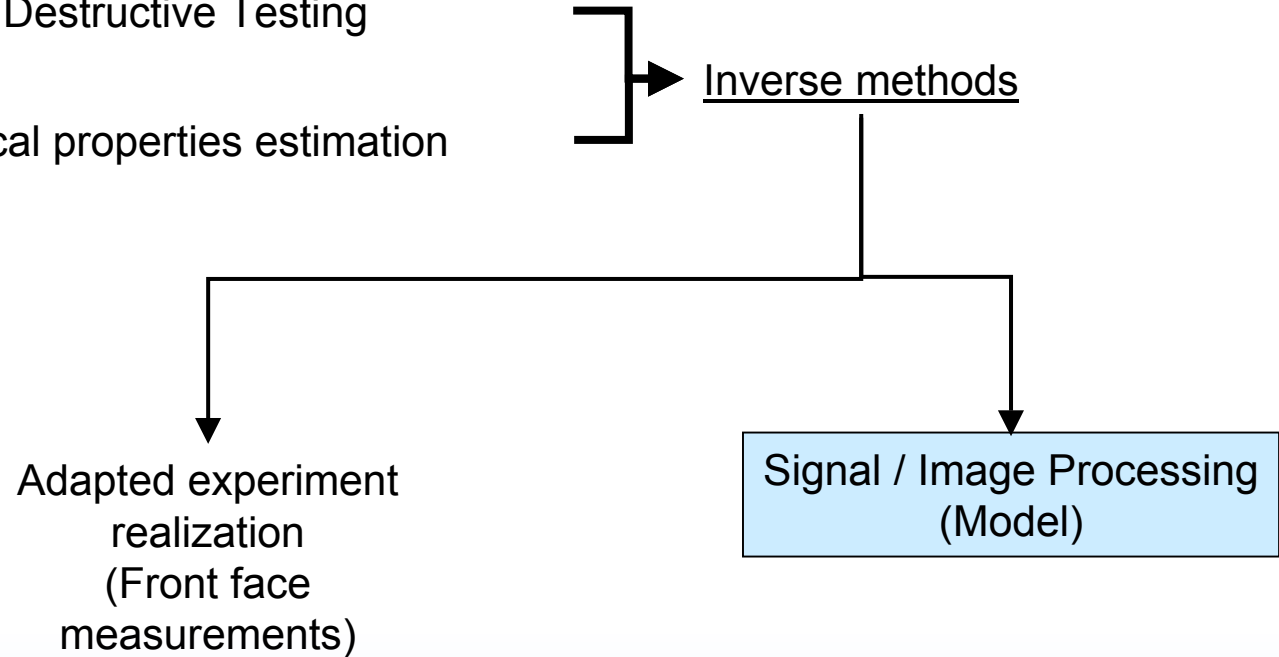 Destructive Testing
Inverse methods
cal properties estimation
Adapted experiment
realization
(Front face
measurements)
Signal / Image Processing
(Model)